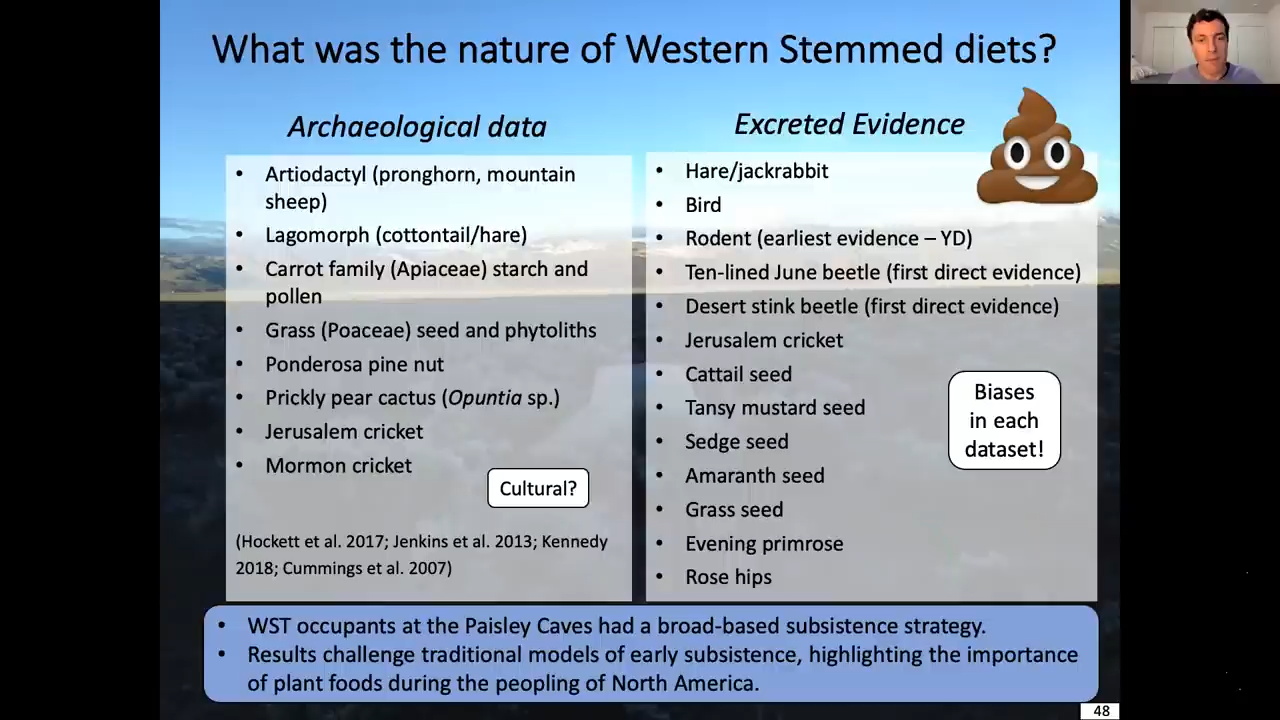 What was the nature of Western Stemmed diets?
Archaeological data
• Artiodactyl (pronghorn, mountain
sheep)
• Lagomorph (cottontail/hare)
• Carrot family (Apiaceae) starch and
pollen
• Grass (Poaceae) seed and phytoliths
• Ponderosa pine nut
• Prickly pear cactus (Opuntia sp.)
• Jerusalem cricket
• Mormon cricket
Cultural?
(Hockett et al. 2017; Jenkins et al. 2013; Kennedy
2018; Cummings et al. 2007)
Excreted Evidence
• Hare/jackrabbit
• Bird
• Rodent (earliest evidence – YD)
• Ten-lined June beetle (first direct evidence)
• Desert stink beetle (first direct evidence)
• Jerusalem cricket
• Cattail seed
• Tansy mustard seed
• Sedge seed
• Amaranth seed
• Grass seed
• Evening primrose
• Rose hips
Biases
in each
dataset!
• WST occupants at the Paisley Caves had a broad-based subsistence strategy.
• Results challenge traditional models of early subsistence, highlighting the importance
of plant foods during the peopling of North America.
48